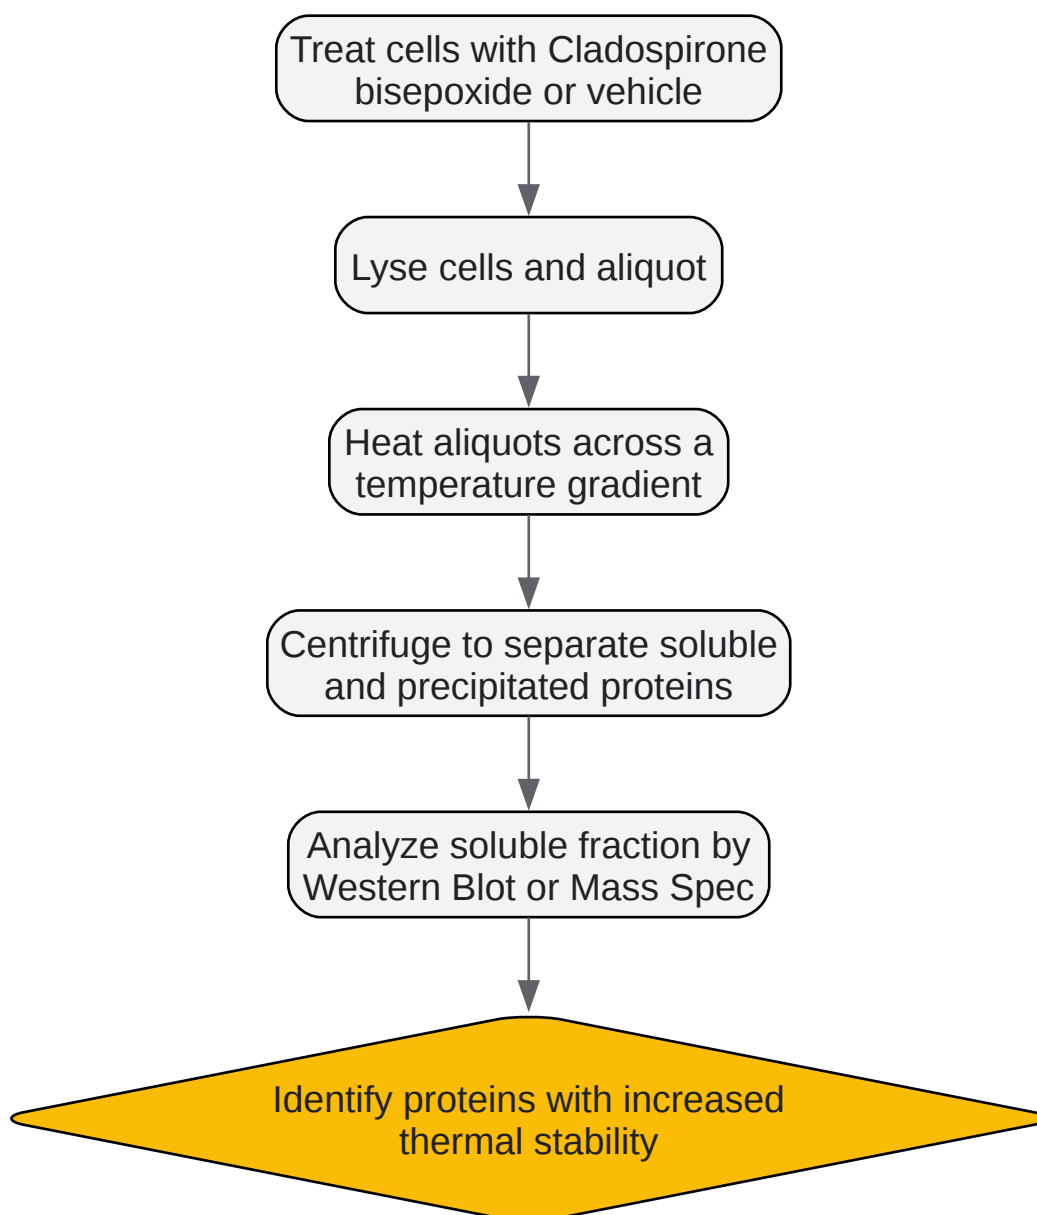 Treat cells with Cladospirone
bisepoxide or vehicle
Lyse cells and aliquot
Heat aliquots across a
temperature gradient
Centrifuge to separate soluble
and precipitated proteins
Analyze soluble fraction by
Western Blot or Mass Spec
Identify proteins with increased
thermal stability